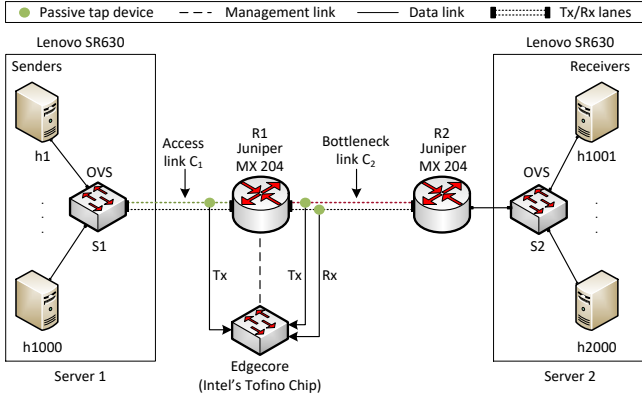 Passive tap device Management link Data link Tx/Rx lanes
Lenovo SR630
Senders
h1
OVS
S1
.
.
.
h1000
Server 1
Access
link C1
R1
Juniper
MX 204
Bottleneck
link C2
R2
Juniper
MX 204
Tx
Tx
Rx
Edgecore
(Intel's Tofino Chip)
Lenovo SR630
Receivers
h1001
OVS
S2
.
.
.
h2000
Server 2